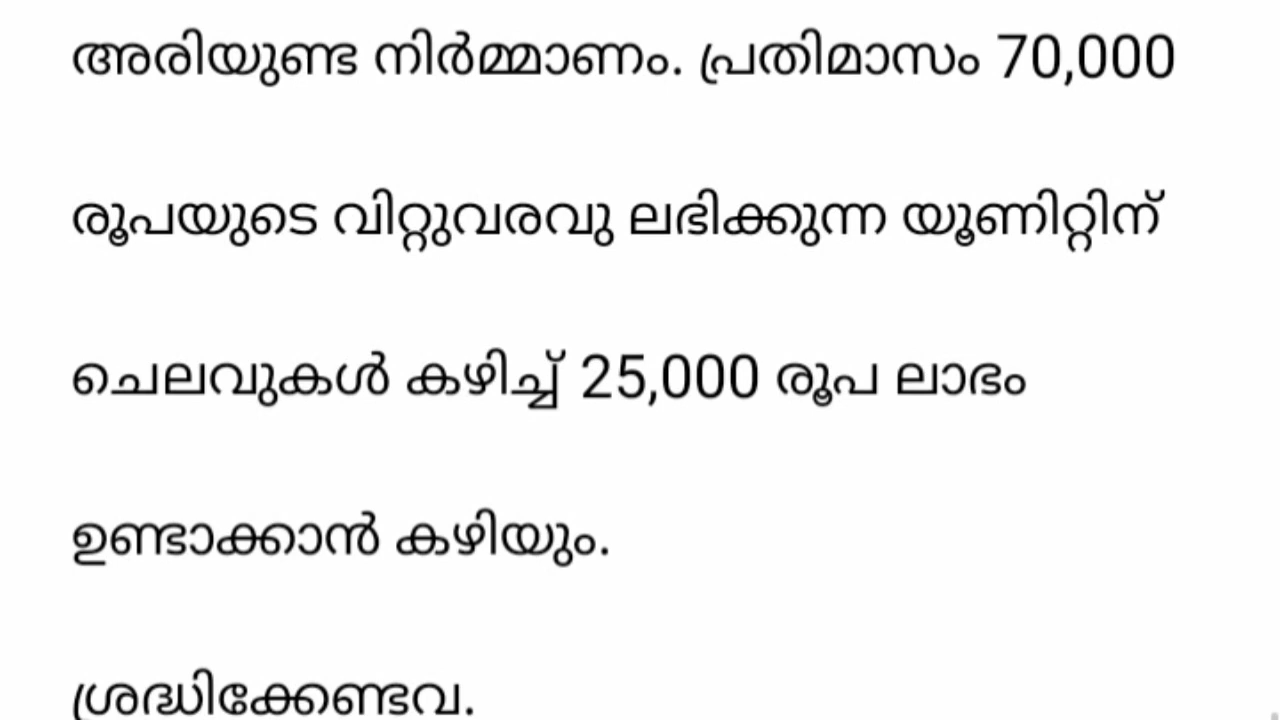 അരിയുണ്ട നിർമ്മാണം. പ്രതിമാസം 70,000
രൂപയുടെ വിറ്റുവരവു ലഭിക്കുന്ന യൂണിറ്റിന്
ചെലവുകൾ കഴിച്ച് 25,000 രൂപ ലാഭം
ഉണ്ടാക്കാൻ കഴിയും.
ശ്രദ്ധിക്കേണ്ടവ.